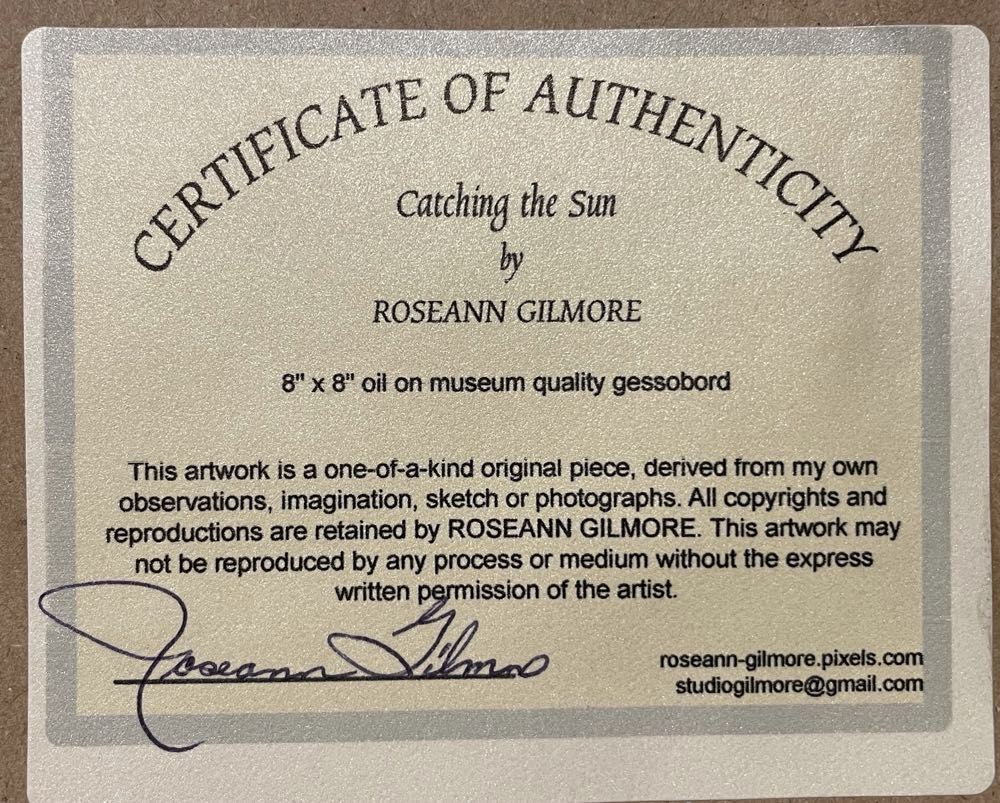 CERTIFICATE OF AUTHENTICITY
Catching the Sun
by
ROSEANN GILMORE
8" x 8" oil on museum quality gessobord
This artwork is a one-of-a-kind original piece, derived from my own
observations, imagination, sketch or photographs. All copyrights and
reproductions are retained by ROSEANN GILMORE. This artwork may
not be reproduced by any process or medium without the express
written permission of the artist.
Roseann Gilmore
roseann-gilmore.pixels.com
studiogilmore@gmail.com